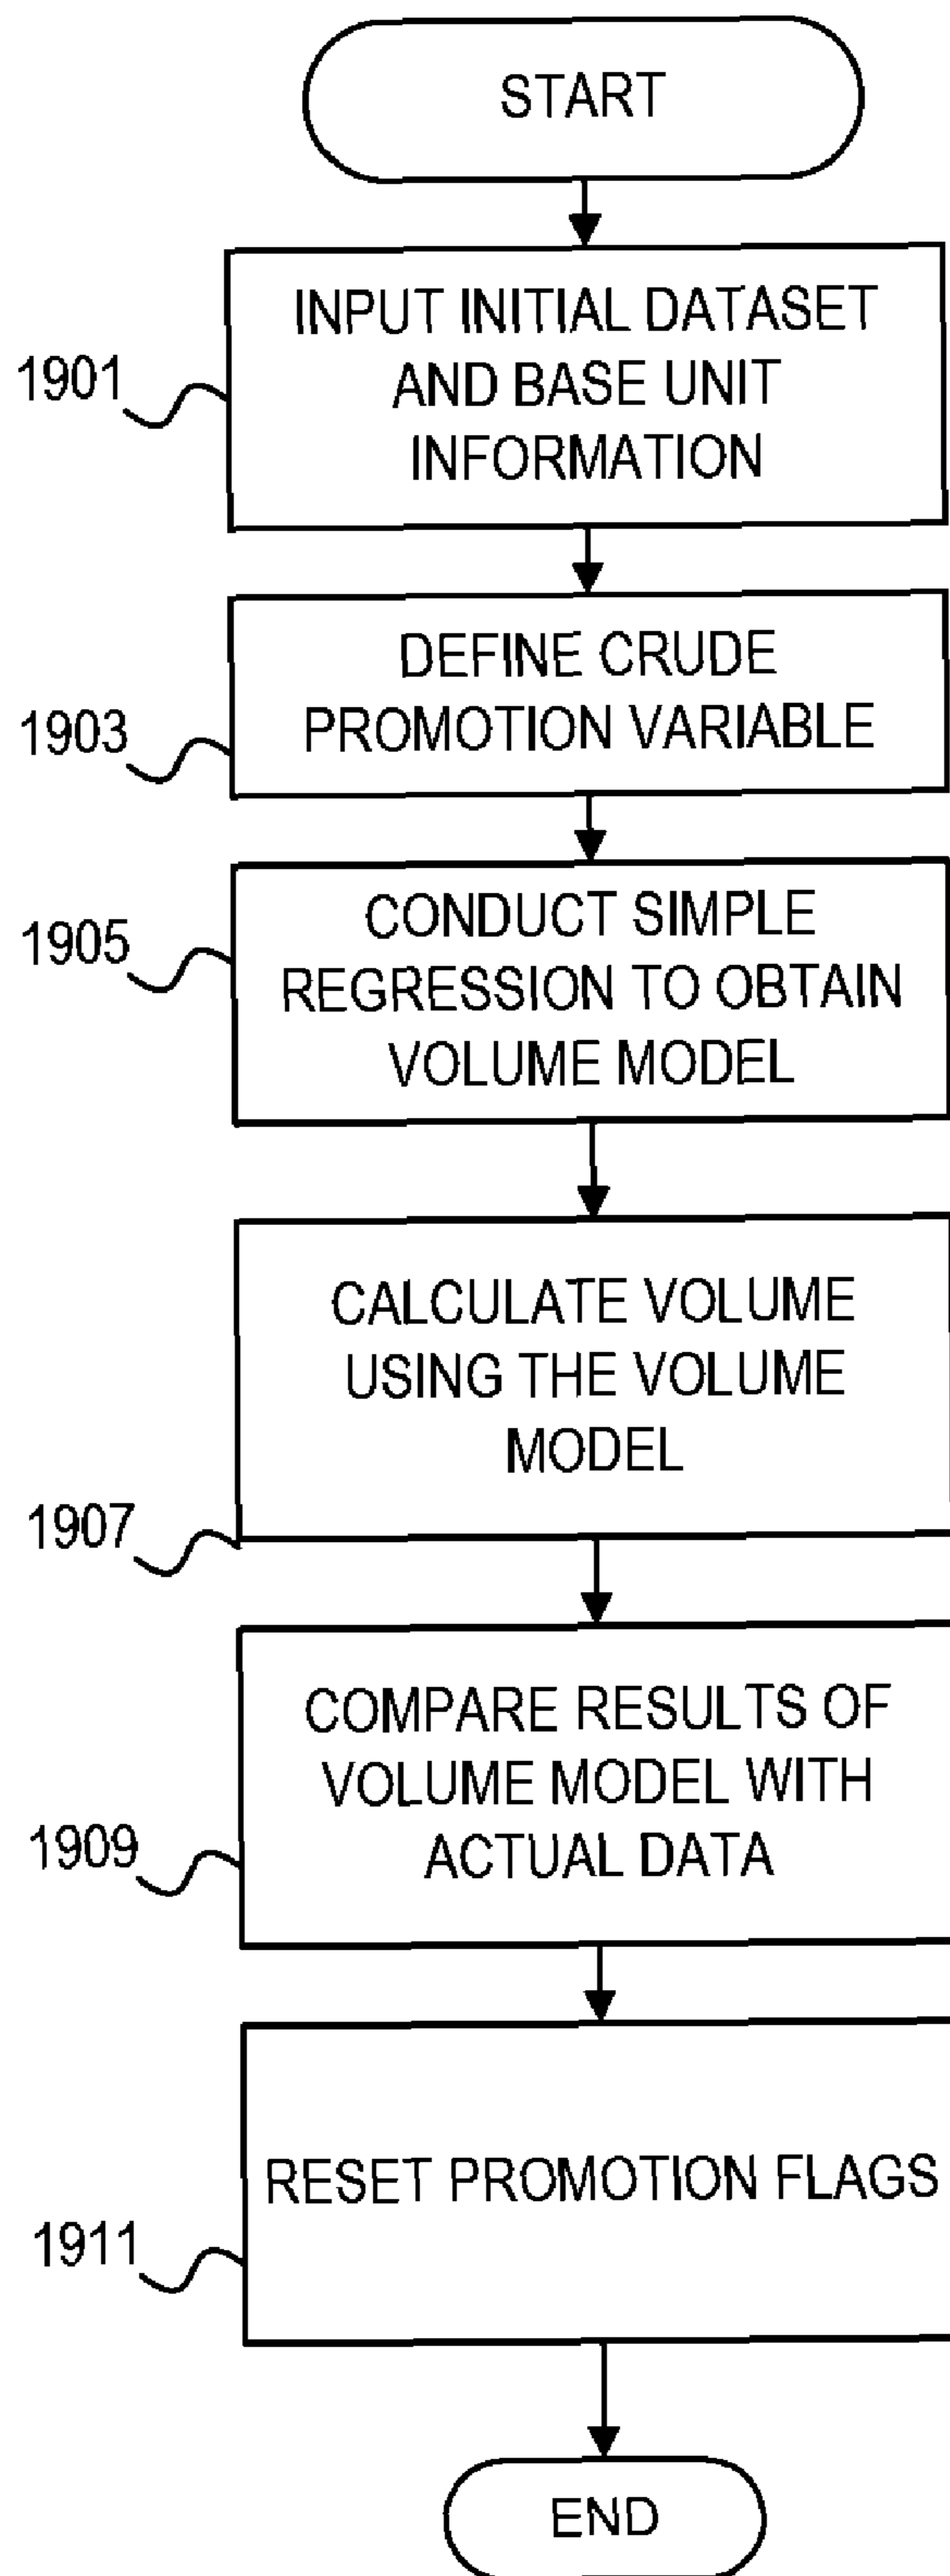 START
INPUT INITIAL DATASET
AND BASE UNIT
INFORMATION
1901
DEFINE CRUDE
PROMOTION VARIABLE
1903
CONDUCT SIMPLE
REGRESSION TO OBTAIN
VOLUME MODEL
1905
CALCULATE VOLUME
USING THE VOLUME
MODEL
1907
COMPARE RESULTS OF
VOLUME MODEL WITH
ACTUAL DATA
1909
RESET PROMOTION FLAGS
1911
END